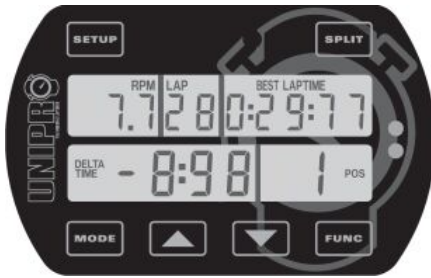 SETUP SPLIT
RPM LAP BEST LAPTIME
7.7 28 0:29:77
UNIPRO
DELTA TIME -8:98 1 POS
MODE FUNC